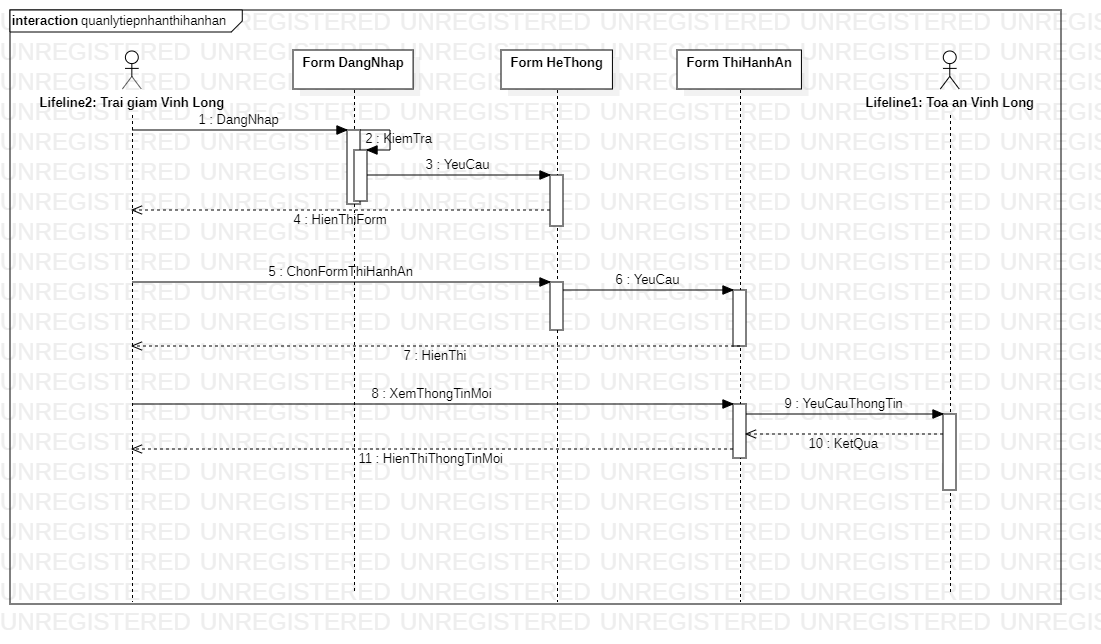 interaction quanlytiepnhanthihanhan
Form DangNhap
Form HeThong
Form ThiHanhAn
Lifeline2: Trai giam Vinh Long
Lifeline1: Toa an Vinh Long
1 : DangNhap
2 : KiemTra
3 : YeuCau
4 : HienThiForm
5 : ChonFormThiHanhAn
6 : YeuCau
7 : HienThi
8 : XemThongTinMoi
9 : YeuCauThongTin
10 : KetQua
11 : HienThiThongTinMoi
UNREGISTERED